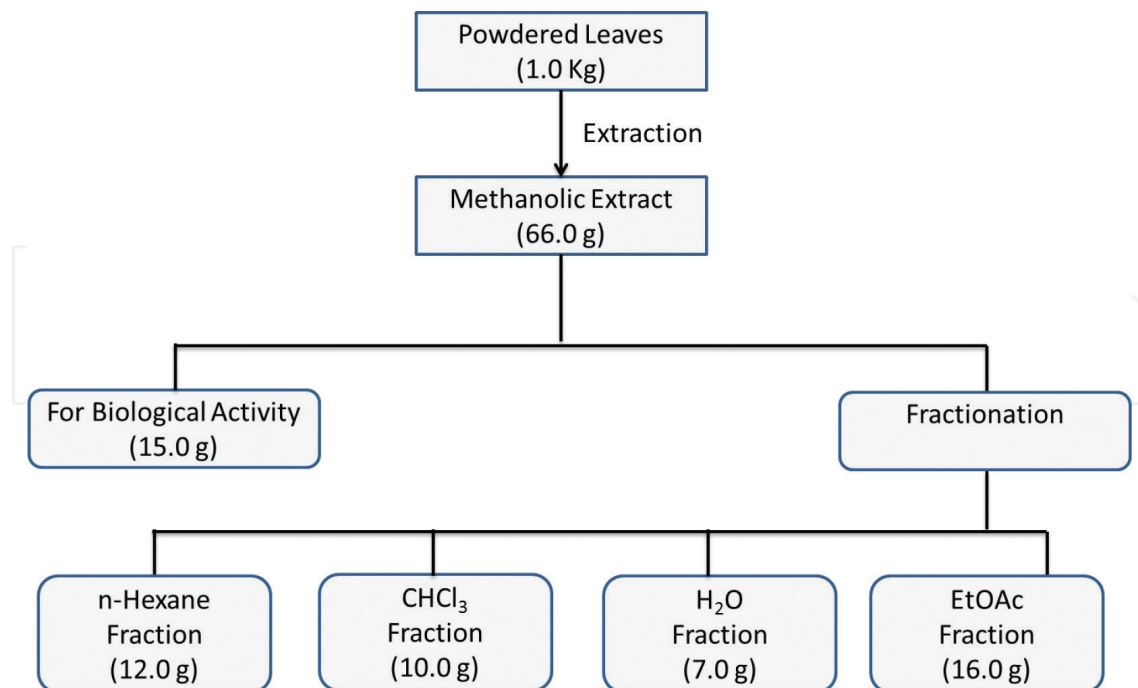 Powdered Leaves
(1.0 Kg)
Extraction
Methanolic Extract
(66.0 g)
For Biological Activity
(15.0 g)
Fractionation
n-Hexane
Fraction
(12.0 g)
CHCl₃
Fraction
(10.0 g)
H₂O
Fraction
(7.0 g)
EtOAc
Fraction
(16.0 g)